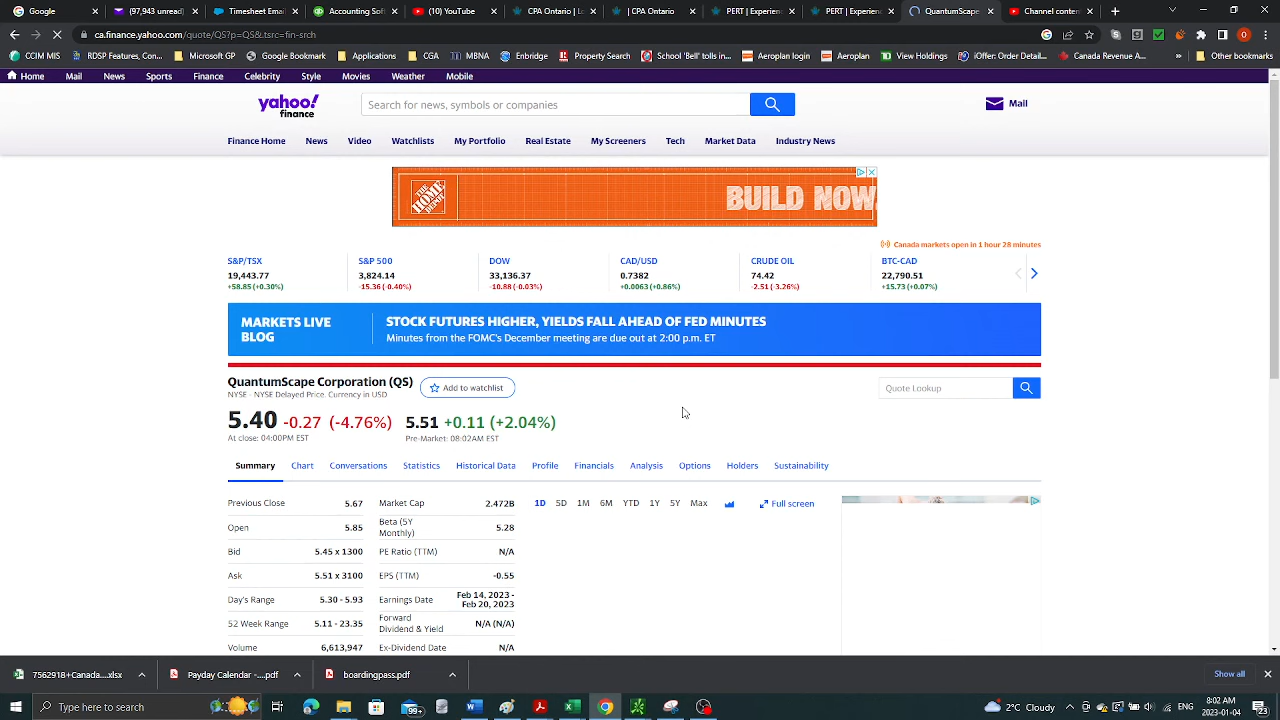 Google
(97,943 unread)
(22) NotebookL
Accounting 2.0
(10) YouTube
CPA Ontario | Lo
CPA Ontario
PERT | Experien
PERT | Experien
QuantumScape
Channel content
ca.finance.yahoo.com/quote/QS?p=QS&.tsrc=fin-srch
RDSP Features - Con...
Microsoft GP
Applications
CGA
MCMI - MBNA
Enbridge
Property Search
School 'Bell' tolls in...
Aeroplan - IMM
Aeroplan
TD Holdings
iOffer: Order Detail...
Canada Revenue A...
Other bookmarks
Home
Mail
News
Sports
Finance
Celebrity
Style
Movies
Weather
Mobile
yahoo!
finance
Search for news, symbols or companies
Mail
Finance Home
News
Video
Watchlists
My Portfolio
Real Estate
My Screeners
Tech
Market Data
Industry News
THE HOME DEPOT
BUILD NOW
Canada markets open in 1 hour 28 minutes
S&P/TSX
S&P 500
DOW
CAD/USD
CRUDE OIL
BTC-CAD
19,443.77
3,824.14
33,136.37
0.7382
74.42
22,790.51
+58.85 (+0.30%)
-15.36 (-0.40%)
-10.88 (-0.03%)
+0.0063 (+0.86%)
-2.51 (-3.26%)
+15.73 (+0.07%)
MARKETS LIVE
BLOG
STOCK FUTURES HIGHER, YIELDS FALL AHEAD OF FED MINUTES
Minutes from the FOMC's December meeting are due out at 2:00 p.m. ET
QuantumScape Corporation (QS)
Add to watchlist
Quote Lookup
NYSE - NYSE Delayed Price. Currency in USD
5.40 -0.27 (-4.76%)
5.51 +0.11 (+2.04%)
At close: 04:00PM EST
Pre-Market: 08:02AM EST
Summary
Chart
Conversations
Statistics
Historical Data
Profile
Financials
Analysis
Options
Holders
Sustainability
Previous Close 5.67
Market Cap 2.472B
1D 5D 1M 6M YTD 1Y 5Y Max
Full screen
Open 5.85
Beta (5Y Monthly) 5.28
Bid 5.45 x 1300
PE Ratio (TTM) N/A
Ask 5.51 x 3100
EPS (TTM) -0.55
Day's Range 5.30 - 5.93
Earnings Date Feb 14, 2023 - Feb 20, 2023
52 Week Range 5.11 - 23.35
Forward Dividend & Yield N/A (N/A)
Volume 6,613,947
Ex-Dividend Date N/A
Payday Calendar -....pdf
boardingpass.pdf
Show all
Type here to search
99+
2°C Cloudy
8:02 AM
2023-01-04